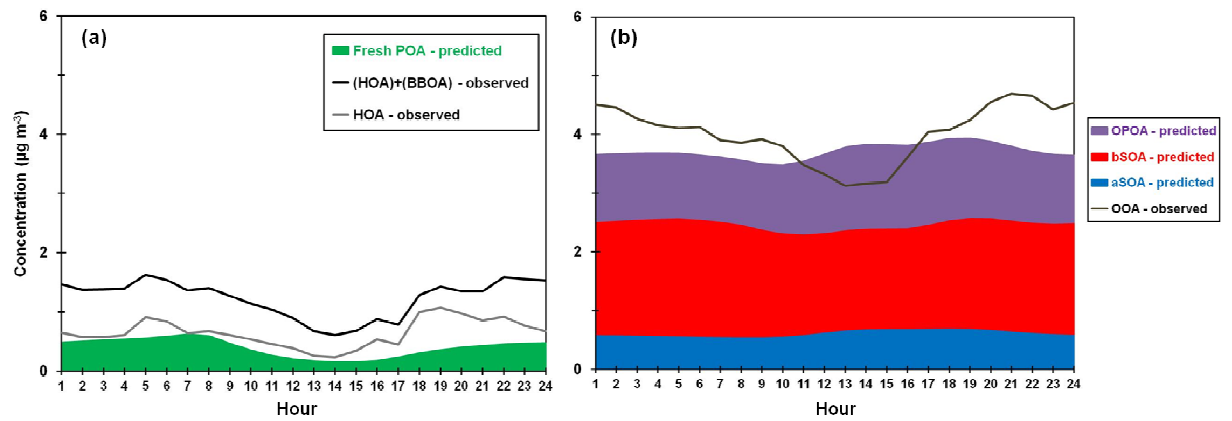 (a)
Fresh POA - predicted
(HOA)+(BBOA) - observed
HOA - observed
Concentration (µg m-3)
6
4
2
0
1 2 3 4 5 6 7 8 9 10 11 12 13 14 15 16 17 18 19 20 21 22 23 24
Hour
(b)
6
4
2
0
1 2 3 4 5 6 7 8 9 10 11 12 13 14 15 16 17 18 19 20 21 22 23 24
Hour
OPOA - predicted
bSOA - predicted
aSOA - predicted
OOA - observed